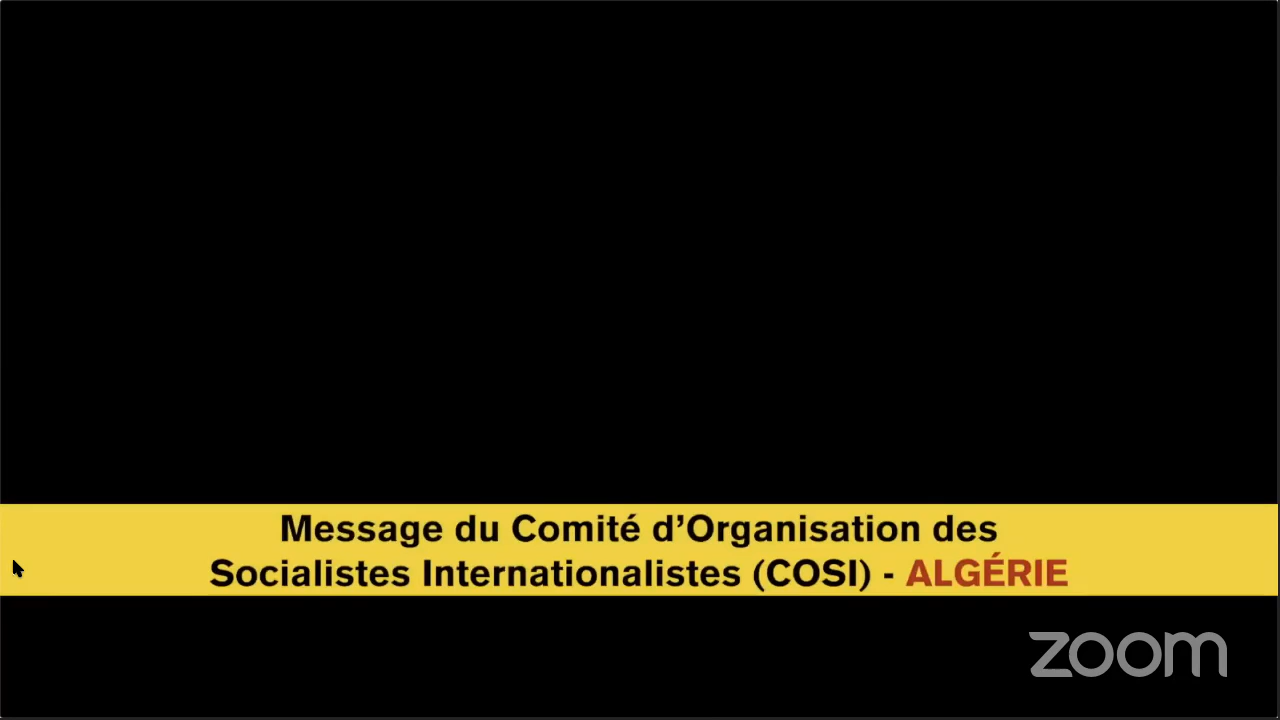 Message du Comité d’Organisation des
Socialistes Internationalistes (COSI) - ALGÉRIE
zoom